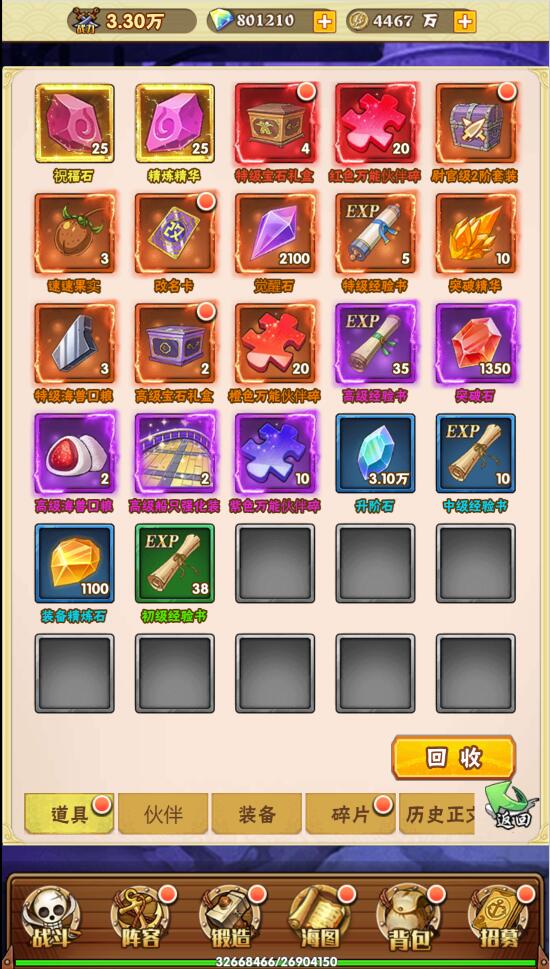 战力 3.30万 801210 4467 万
25 25 4 20
祝福石 精炼精华 特级宝石礼盒 红色万能伙伴碎 尉官级2阶套装
改 EXP
3 2100 5 10
速速果实 改名卡 觉醒石 特级经验书 突破精华
EXP
3 2 20 35 1350
特级海兽口粮 高级宝石礼盒 橙色万能伙伴碎 高级经验书 突破石
EXP
2 2 10 3.10万 10
高级海兽口粮 高级船只强化装 紫色万能伙伴碎 升阶石 中级经验书
EXP
1100 38
装备精炼石 初级经验书
回收
道具 伙伴 装备 碎片 历史正文
返回
战斗 阵容 锻造 海图 背包 招募
32668466/26904150